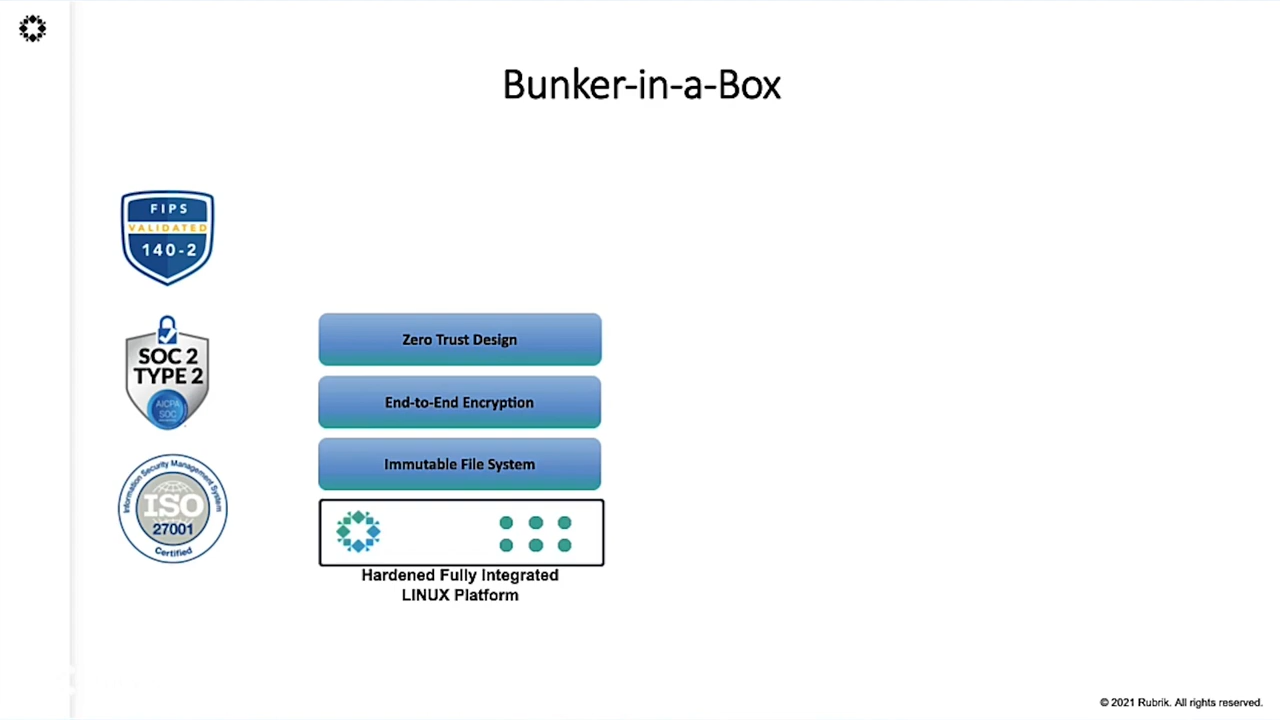 Bunker-in-a-Box
FIPS
VALIDATED
140-2
SOC 2
TYPE 2
AICPA
SOC
Information Security Management System
ISO
27001
Certified
Zero Trust Design
End-to-End Encryption
Immutable File System
Hardened Fully Integrated
LINUX Platform
© 2021 Rubrik. All rights reserved.